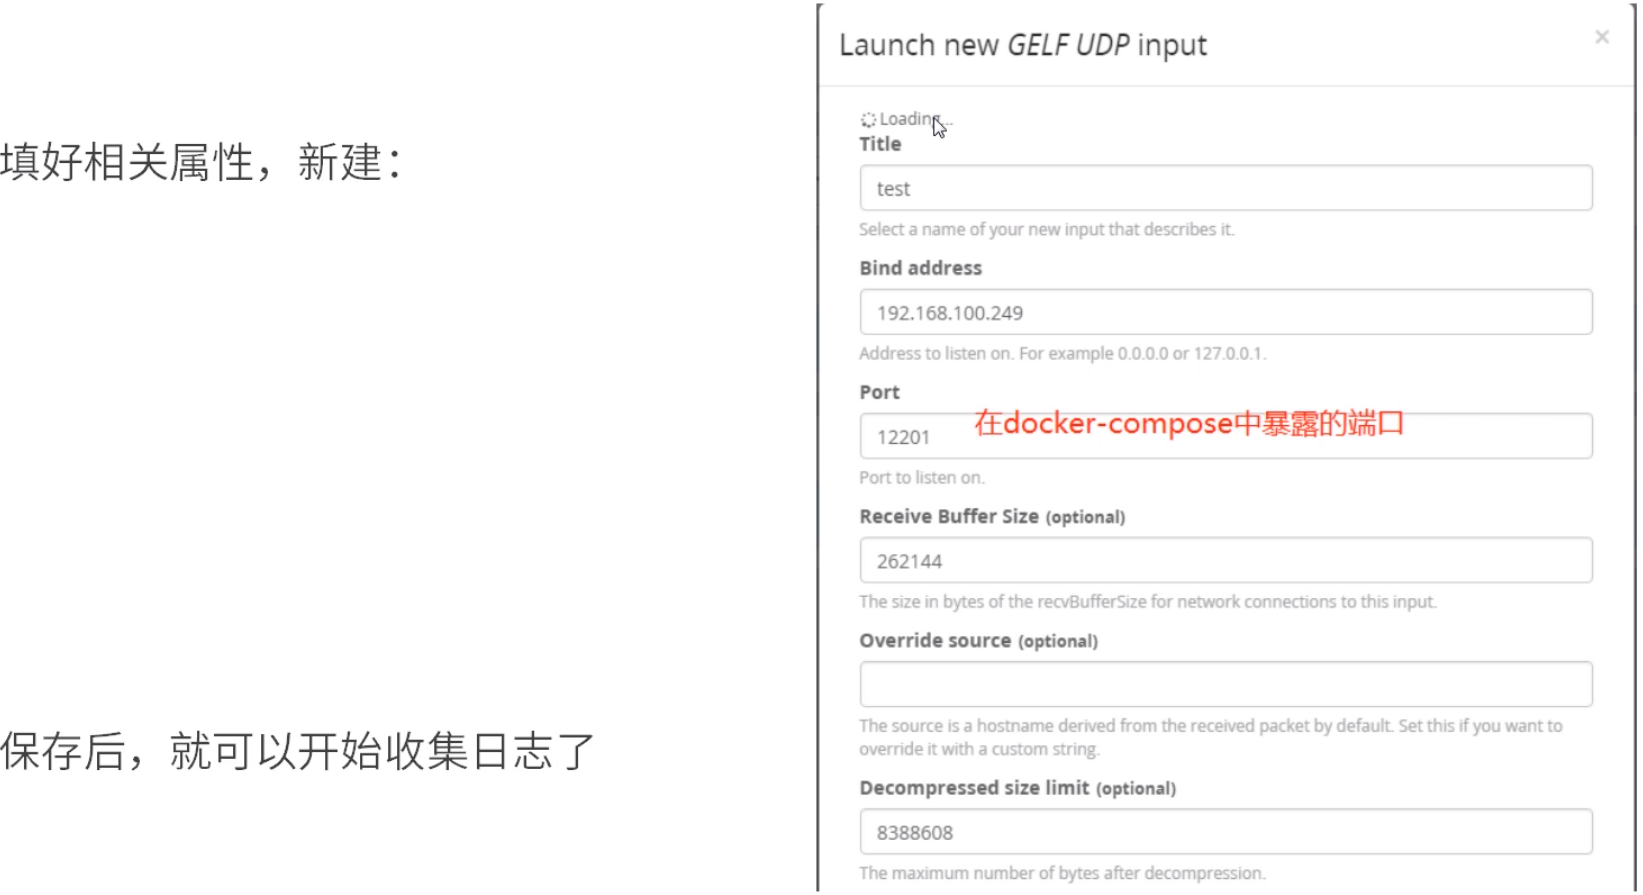 填好相关属性，新建：
保存后，就可以开始收集日志了
Launch new GELF UDP input
×
Loading...
Title
test
Select a name of your new input that describes it.
Bind address
192.168.100.249
Address to listen on. For example 0.0.0.0 or 127.0.0.1.
Port
12201
在docker-compose中暴露的端口
Port to listen on.
Receive Buffer Size (optional)
262144
The size in bytes of the recvBufferSize for network connections to this input.
Override source (optional)
The source is a hostname derived from the received packet by default. Set this if you want to
override it with a custom string.
Decompressed size limit (optional)
8388608
The maximum number of bytes after decompression.